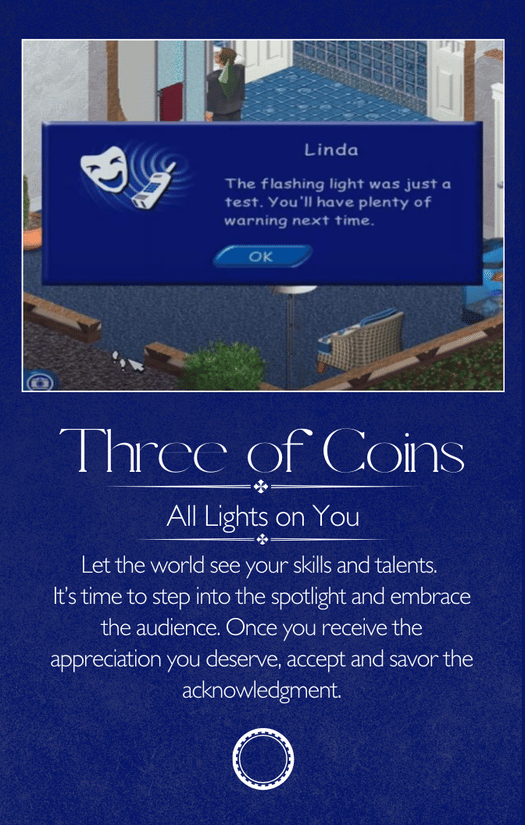 Linda
The flashing light was just a
test. You'll have plenty of
warning next time.
OK
Three of Coins
All Lights on You
Let the world see your skills and talents.
It's time to step into the spotlight and embrace
the audience. Once you receive the
appreciation you deserve, accept and savor the
acknowledgment.